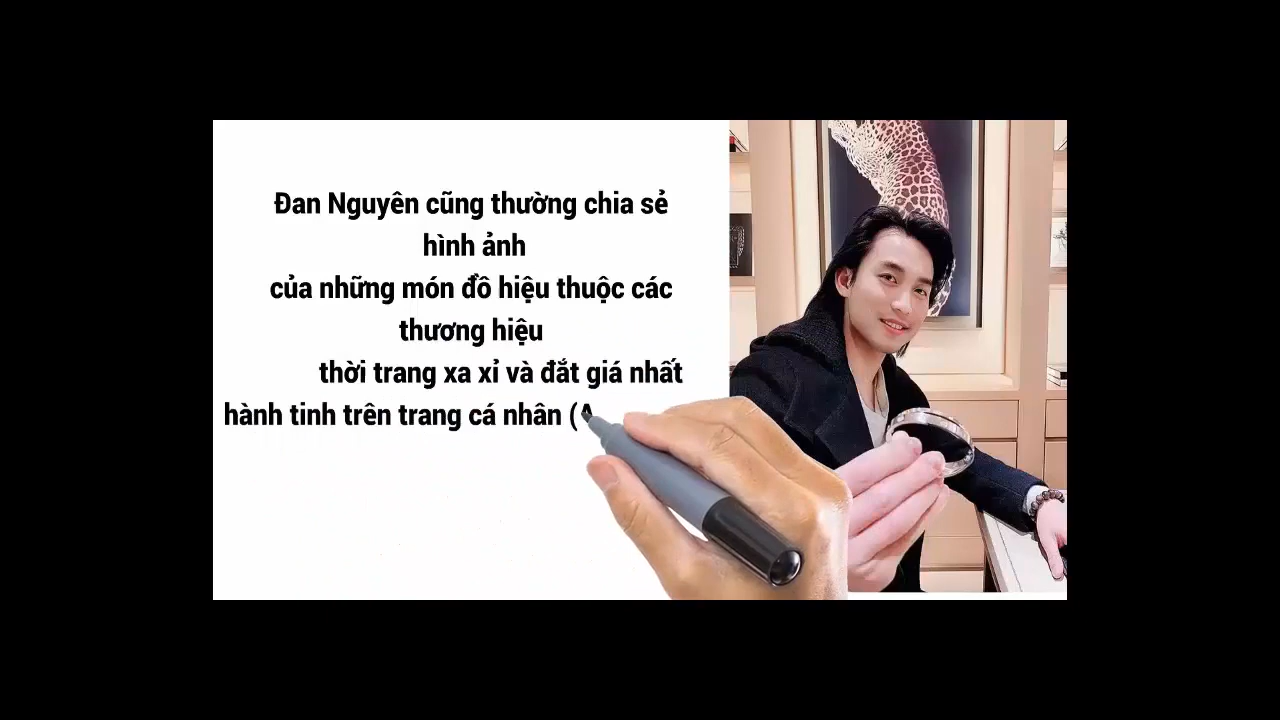 Đan Nguyên cũng thường chia sẻ
hình ảnh
của những món đồ hiệu thuộc các
thương hiệu
thời trang xa xỉ và đắt giá nhất
hành tinh trên trang cá nhân (